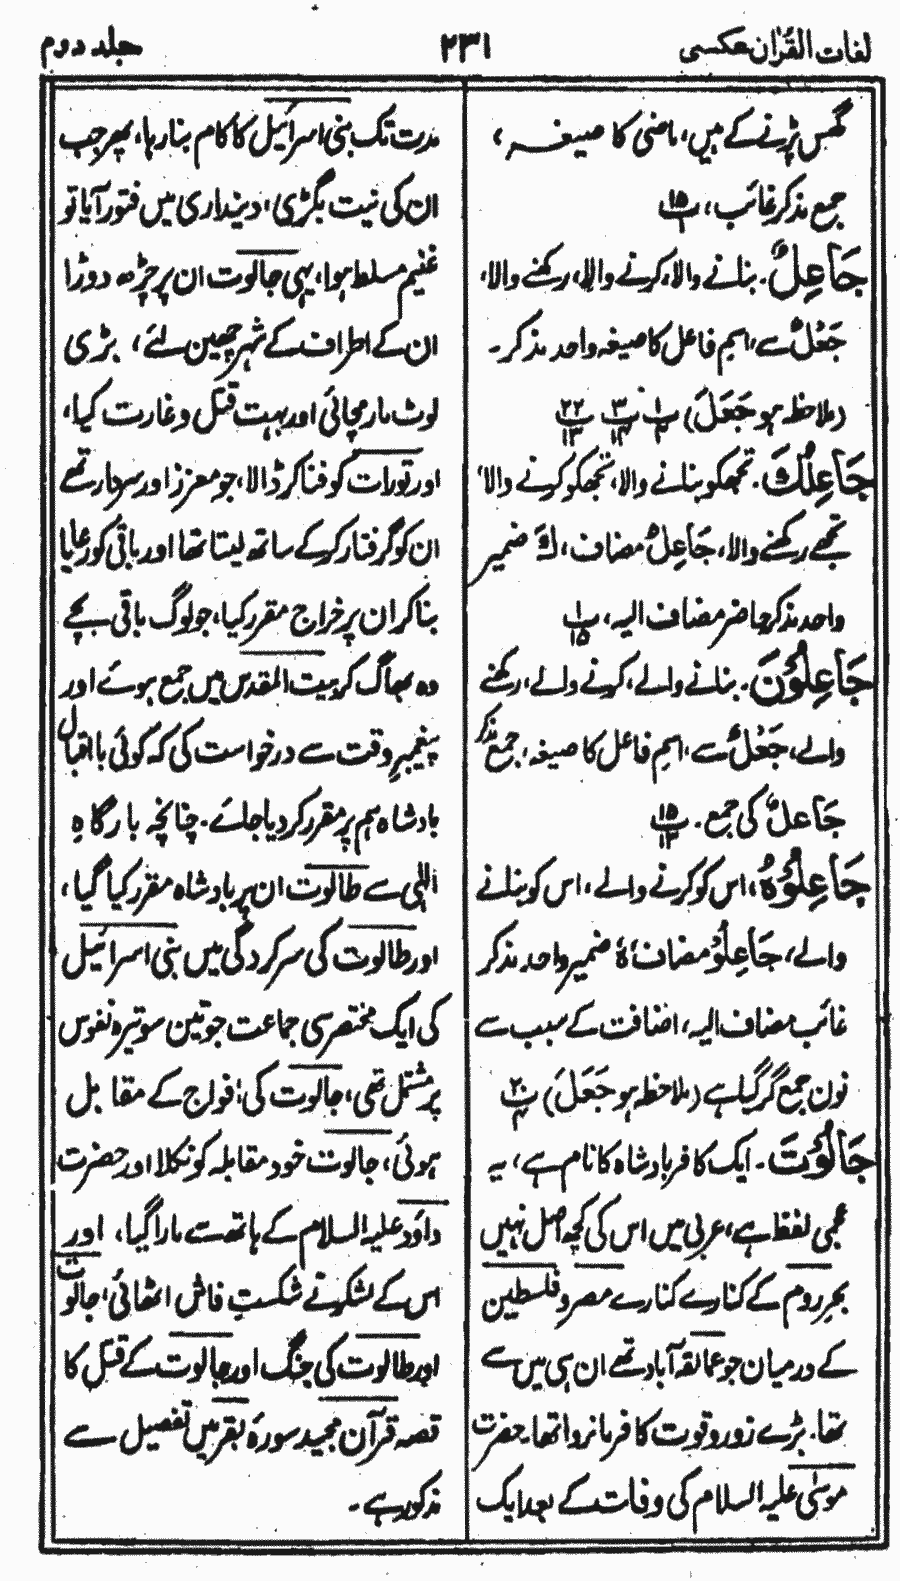 لغات القرآن عکسی
۲۳۱
جلد دوم
گھس پڑنے کے ہیں، ماضی کا صیغہ،
جمع مذکر غائب، پ ۱۵ ۱
جَاعِلٌ. بنانے والا، کرنے والا، رکھنے والا،
جَعْلٌ سے، اسم فاعل کا صیغہ واحد مذکر۔
(ملاحظہ ہو جَعَلَ) پ ۱ ۴ پ ۳ ۱۴ پ ۲۲ ۱۳
جَاعِلُكَ. تجھکو بنانے والا، تجھکو کرنے والا،
تجھے رکھنے والا، جَاعِلُ مضاف، كَ ضمیر
واحد مذکر حاضر مضاف الیہ، پ ۱ ۱۵
جَاعِلُوْنَ. بنانے والے، کرنے والے، رکھنے
والے، جَعْلٌ سے، اسم فاعل کا صیغہ، جمع مذکر
جَاعِلٌ کی جمع. پ ۱۵ ۱۳
جَاعِلُوْهُ، اس کو کرنے والے، اس کو بنانے
والے، جَاعِلُوْ مضاف، هُ ضمیر واحد مذکر
غائب مضاف الیہ، اضافت کے سبب سے
نون جمع گر گیا ہے (ملاحظہ ہو جَعَلَ) پ ۲۰ ۴
جَالُوْتَ. ایک کافر بادشاہ کا نام ہے، یہ
عجمی لفظ ہے، عربی میں اس کی کچھ اصل نہیں
بحرِ روم کے کنارے کنارے مصر و فلسطین
کے درمیان جو عمالقہ آباد تھے ان ہی میں سے
تھا. بڑے زور و قوت کا فرمانروا تھا. حضرت
موسیٰ علیہ السلام کی وفات کے بعد ایک
مدت تک بنی اسرائیل کا کام بنا رہا، پھر جب
ان کی نیت بگڑی، دینداری میں فتور آیا تو
غنیم مسلط ہوا، یہی جالوت ان پر چڑھ دوڑا
ان کے اطراف کے شہر چھین لئے، بڑی
لوٹ مار مچائی اور بہت قتل و غارت کیا،
اور تورات کو فنا کر ڈالا، جو معزز اور سردار تھے
ان کو گرفتار کر کے ساتھ لیتا تھا اور باقی کو رعایا
بنا کر ان پر خراج مقرر کیا، جو لوگ باقی بچے
وہ بھاگ کر بیت المقدس میں جمع ہوئے اور
پیغمبرِ وقت سے درخواست کی کہ کوئی با اقبال
بادشاہ ہم پر مقرر کر دیا جائے. چنانچہ بارگاہِ
الٰہی سے طالوت ان پر بادشاہ مقرر کیا گیا،
اور طالوت کی سرکردگی میں بنی اسرائیل
کی ایک مختصر سی جماعت جو تین سو تیرہ نفوس
پر مشتمل تھی، جالوت کی افواج کے مقابل
ہوئی، جالوت خود مقابلہ کو نکلا اور حضرت
داؤد علیہ السلام کے ہاتھ سے مارا گیا، اور
اس کے لشکر نے شکستِ فاش اٹھائی، جالوت
اور طالوت کی جنگ اور جالوت کے قتل کا
قصہ قرآن مجید سورۂ بقر میں تفصیل سے
مذکور ہے۔